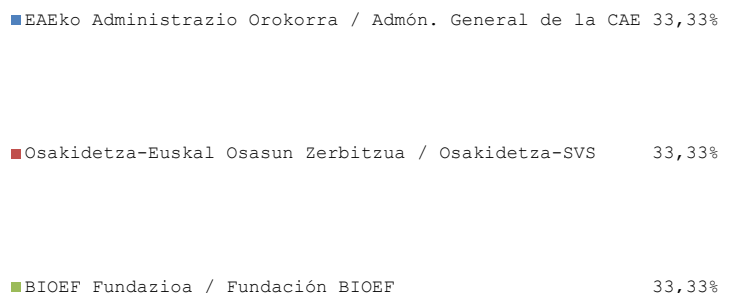 EAEko Administrazio Orokorra / Admón. General de la CAE 33,33%
Osakidetza-Euskal Osasun Zerbitzua / Osakidetza-SVS 33,33%
BIOEF Fundazioa / Fundación BIOEF 33,33%